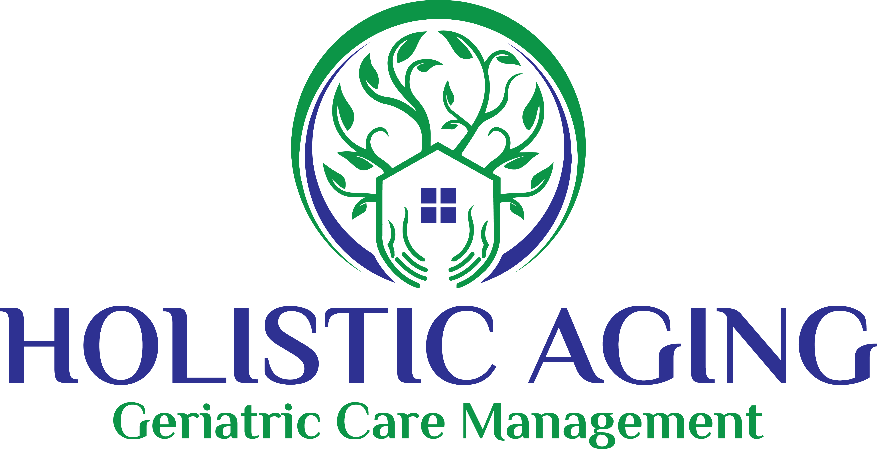 HOLISTIC AGING
Geriatric Care Management